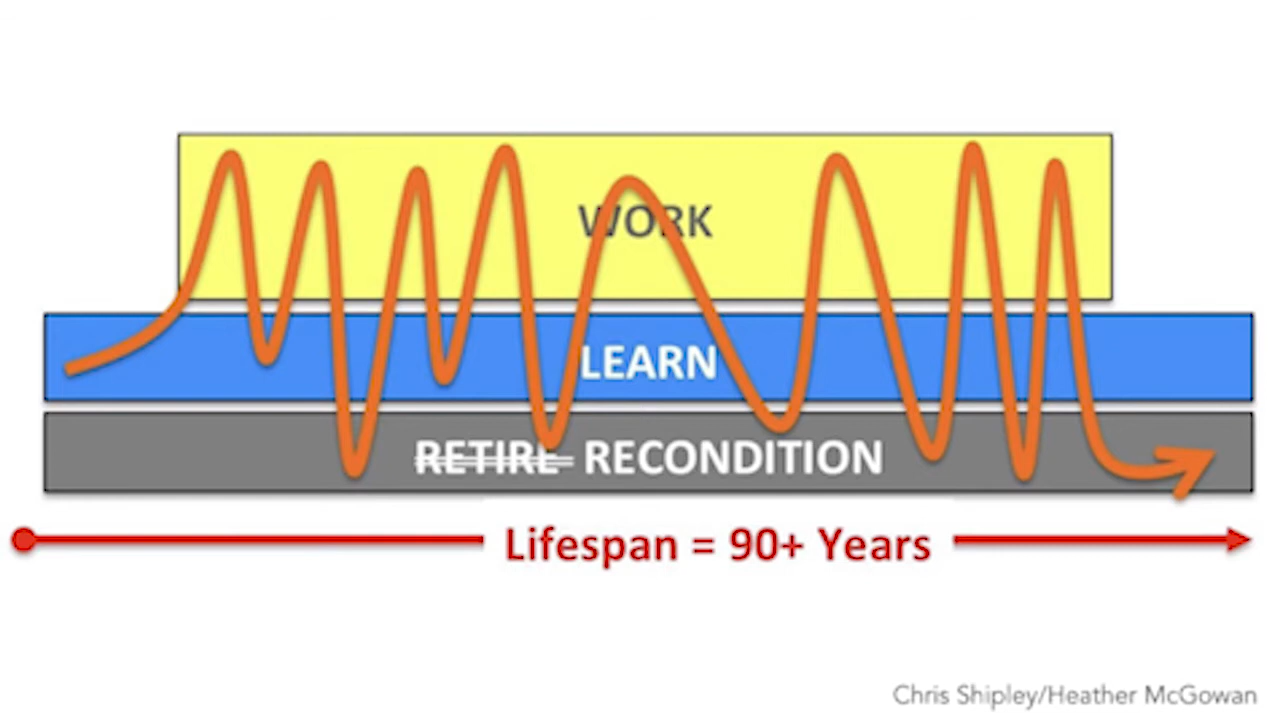 WORK
LEARN
RETIRE RECONDITION
Lifespan = 90+ Years
Chris Shipley/Heather McGowan